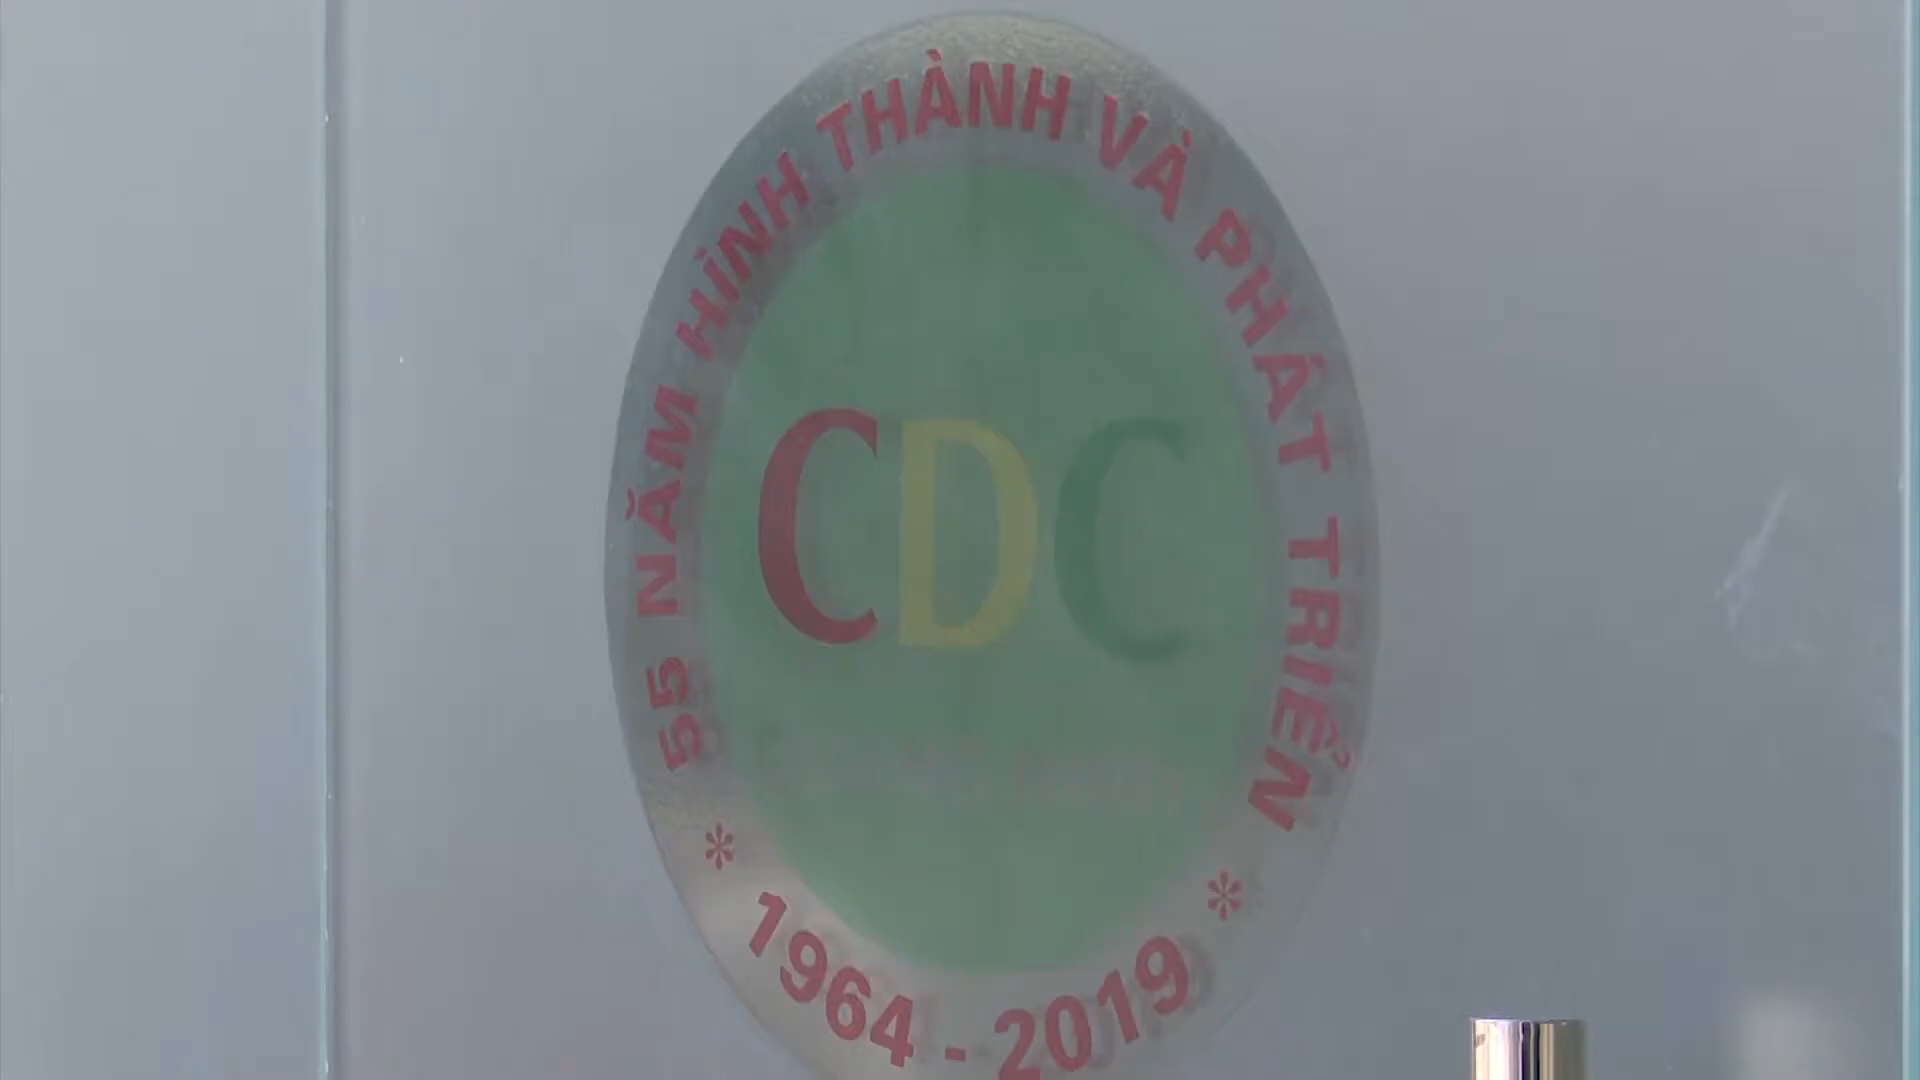 55 NĂM HÌNH THÀNH VÀ PHÁT TRIỂN
CDC
* 1964 - 2019 *